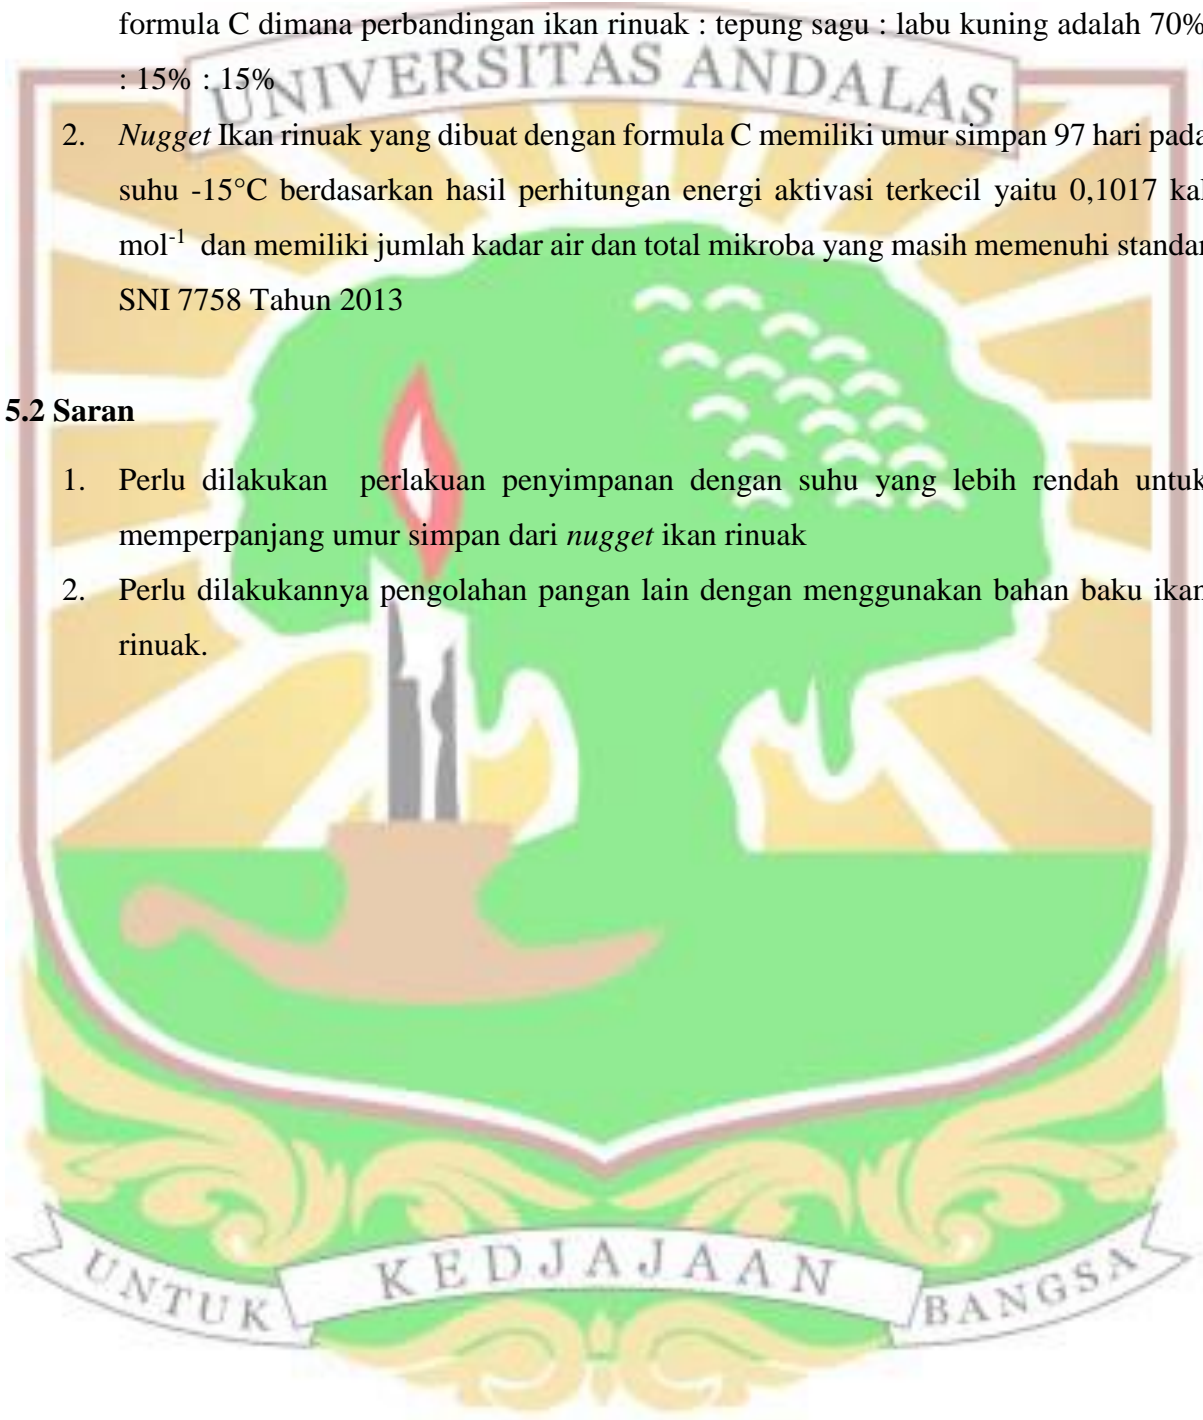 formula C dimana perbandingan ikan rinuak : tepung sagu : labu kuning adalah 70%
: 15% : 15%
UNIVERSITAS ANDALAS
2. Nugget Ikan rinuak yang dibuat dengan formula C memiliki umur simpan 97 hari pada
suhu -15°C berdasarkan hasil perhitungan energi aktivasi terkecil yaitu 0,1017 kal
mol-1 dan memiliki jumlah kadar air dan total mikroba yang masih memenuhi standar
SNI 7758 Tahun 2013
5.2 Saran
1. Perlu dilakukan perlakuan penyimpanan dengan suhu yang lebih rendah untuk
memperpanjang umur simpan dari nugget ikan rinuak
2. Perlu dilakukannya pengolahan pangan lain dengan menggunakan bahan baku ikan
rinuak.
UNTUK KEDJAJAAN BANGSA